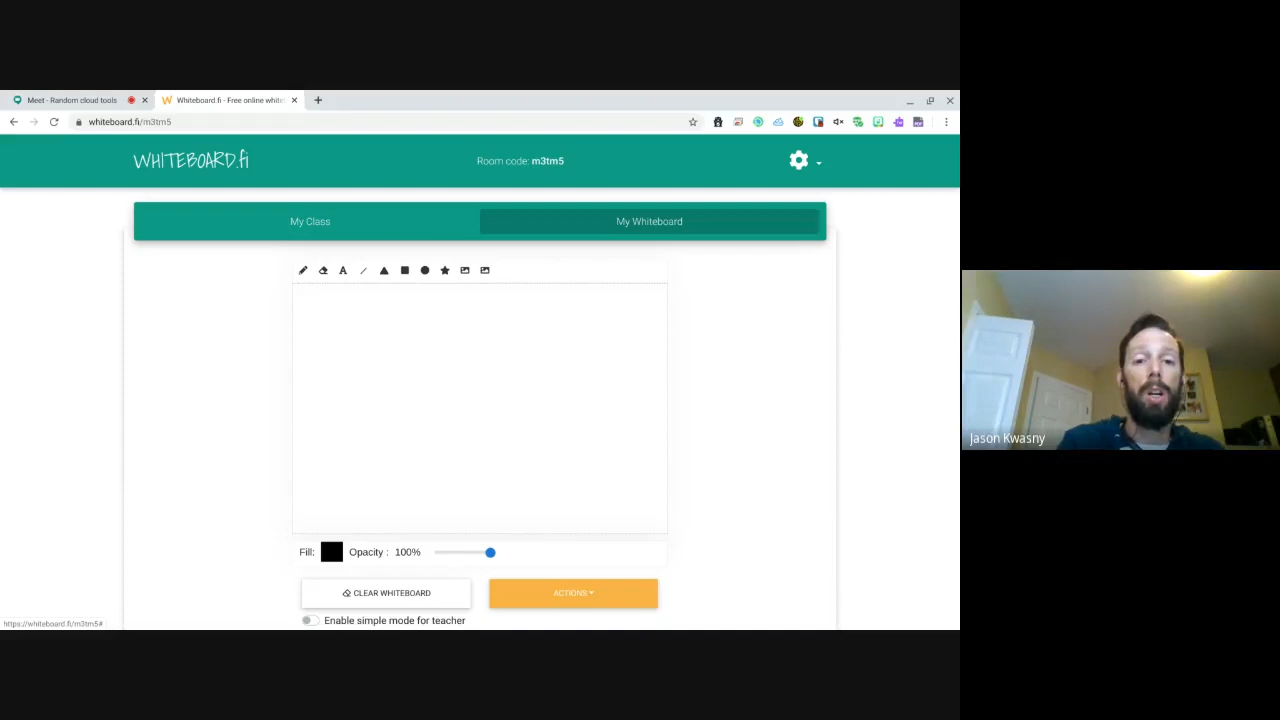 Meet - Random cloud tools
Whiteboard.fi - Free online white
whiteboard.fi/m3tm5
WHITEBOARD.fi
Room code: m3tm5
My Class
My Whiteboard
A
Fill:
Opacity : 100%
CLEAR WHITEBOARD
ACTIONS
https://whiteboard.fi/m3tm5#
Enable simple mode for teacher
Jason Kwasny